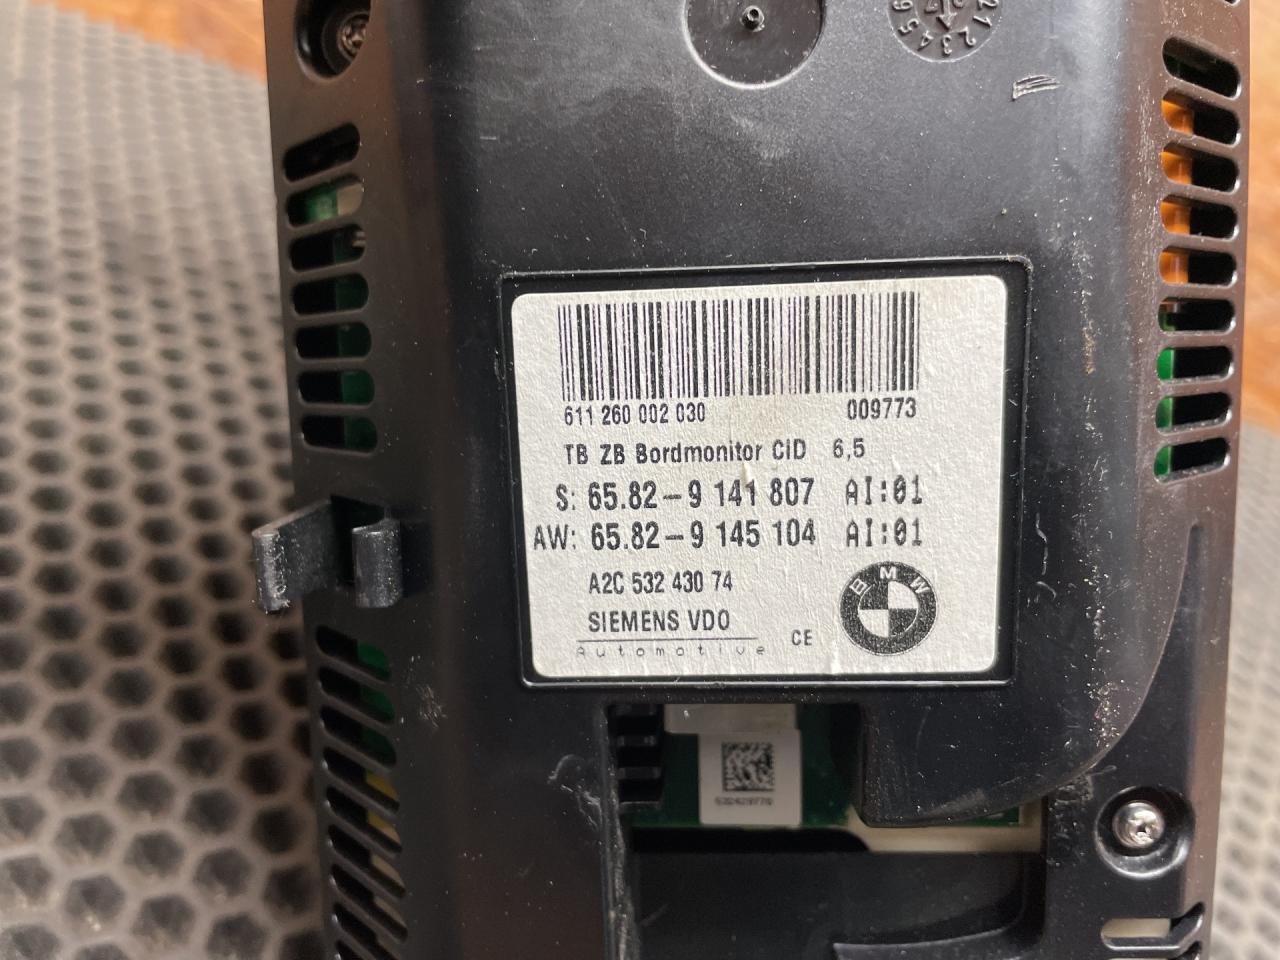 611 260 002 030 009773
TB ZB Bordmonitor CID 6,5
S: 65.82-9 141 807 AI:01
AW: 65.82-9 145 104 AI:01
A2C 532 430 74
BMW
SIEMENS VDO
Automotive CE